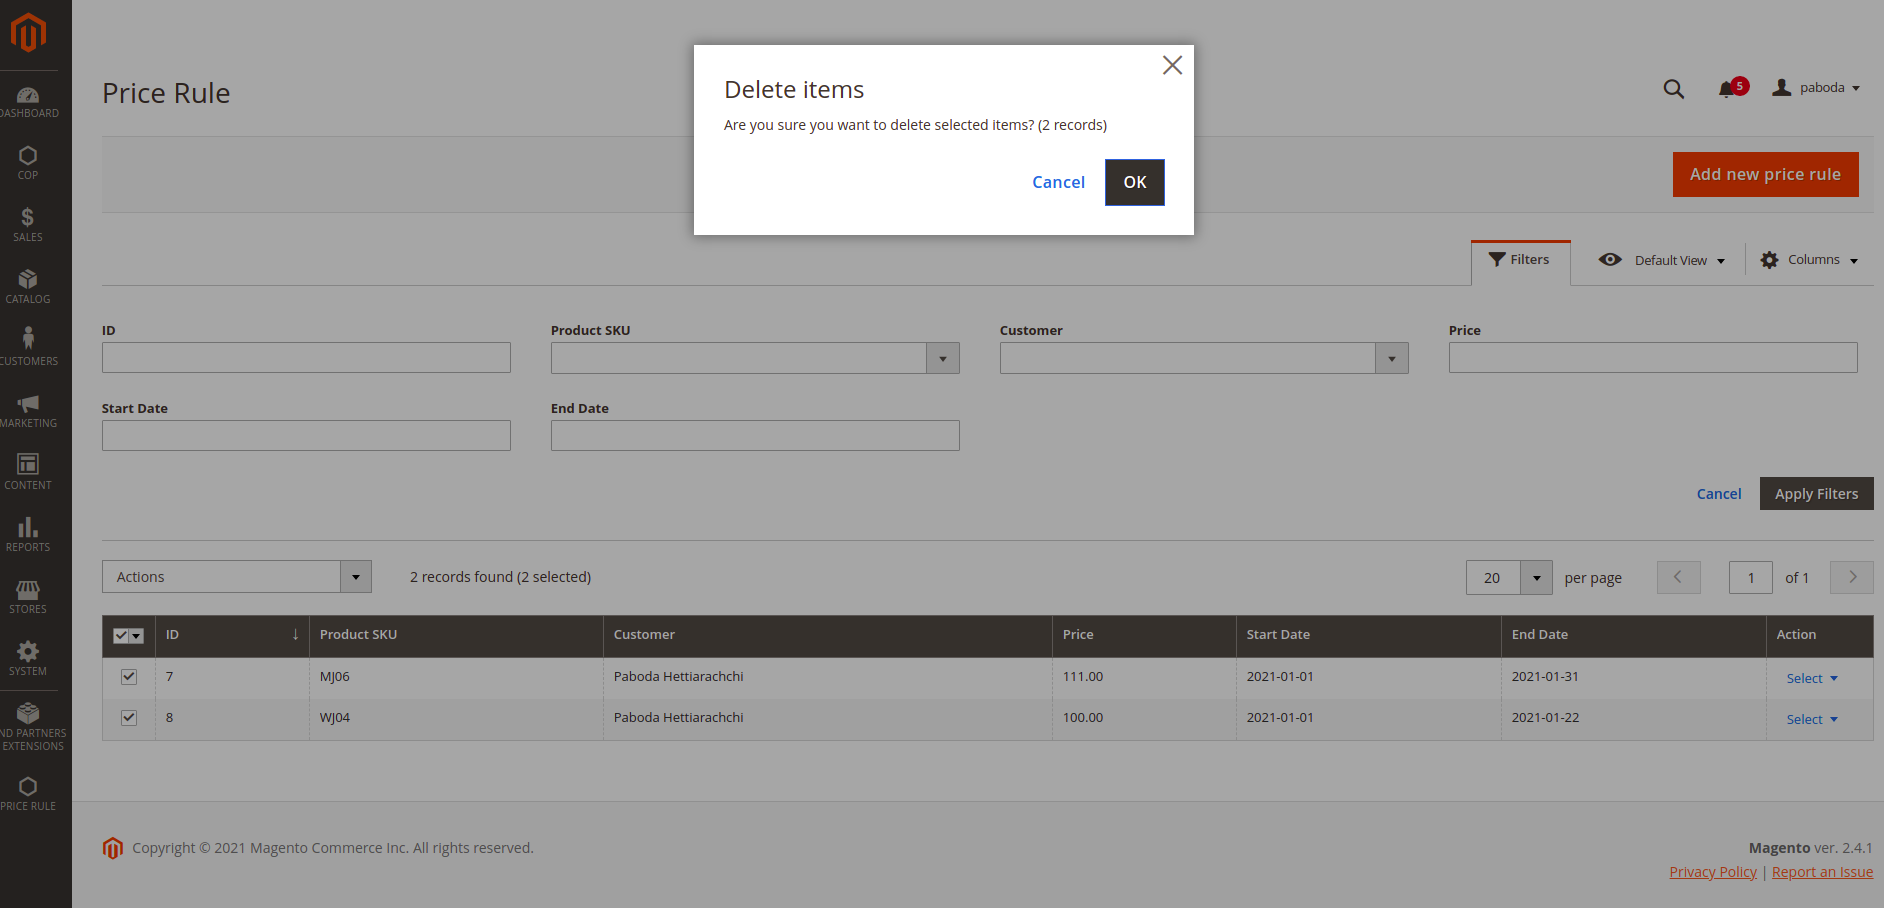 Delete items
Are you sure you want to delete selected items? (2 records)
Cancel OK
Price Rule
5 paboda
Add new price rule
Filters Default View Columns
DASHBOARD
COP
SALES
CATALOG
CUSTOMERS
MARKETING
CONTENT
REPORTS
STORES
SYSTEM
ND PARTNERS
EXTENSIONS
PRICE RULE
ID Product SKU Customer Price
Start Date End Date
Cancel Apply Filters
Actions 2 records found (2 selected) 20 per page 1 of 1
ID ↓ Product SKU Customer Price Start Date End Date Action
7 MJ06 Paboda Hettiarachchi 111.00 2021-01-01 2021-01-31 Select
8 WJ04 Paboda Hettiarachchi 100.00 2021-01-01 2021-01-22 Select
Copyright © 2021 Magento Commerce Inc. All rights reserved. Magento ver. 2.4.1
Privacy Policy | Report an Issue